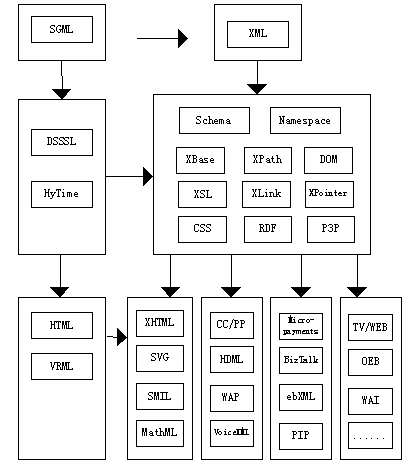 SGML
XML
Schema
Namespace
DSSSL
HyTime
XBase
XPath
DOM
XSL
XLink
XPointer
CSS
RDF
P3P
HTML
VRML
XHTML
SVG
SMIL
MathML
CC/PP
HDML
WAP
VoiceXML
Micro-
payments
BizTalk
ebXML
PIP
TV/WEB
OEB
WAI
......